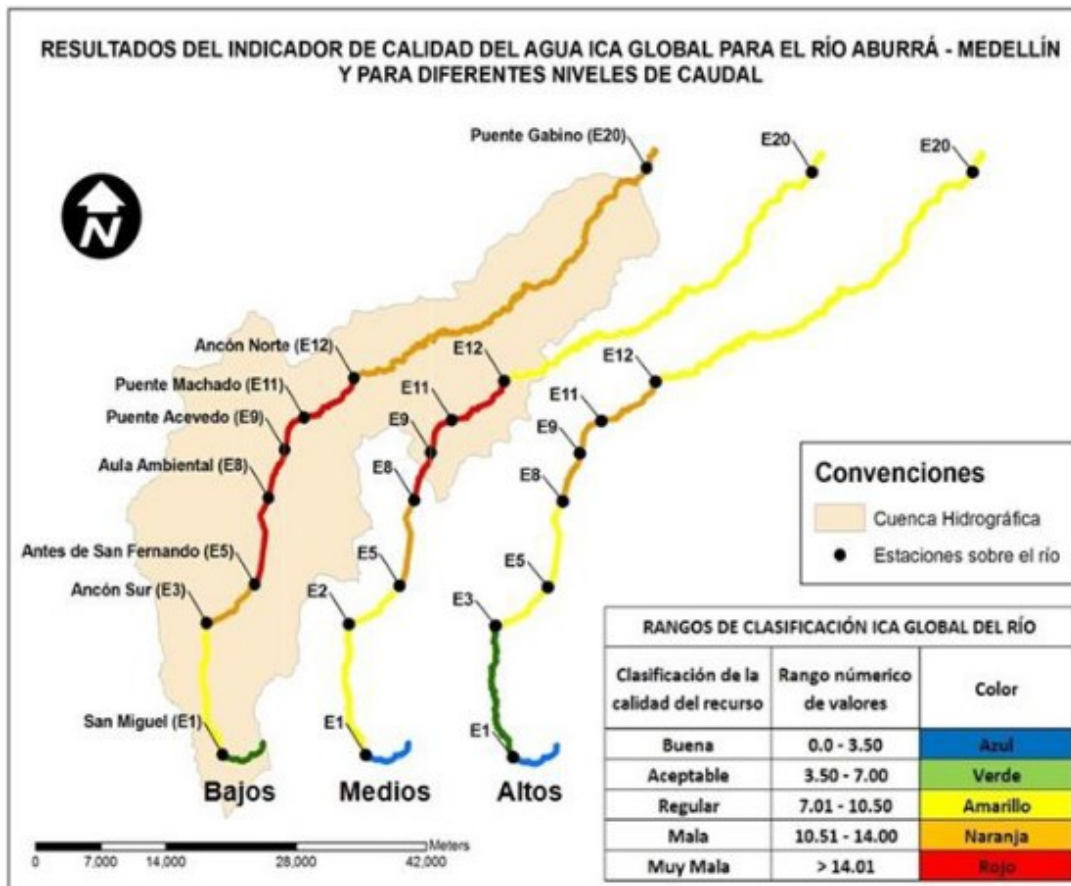 RESULTADOS DEL INDICADOR DE CALIDAD DEL AGUA ICA GLOBAL PARA EL RÍO ABURRÁ - MEDELLÍN
Y PARA DIFERENTES NIVELES DE CAUDAL
Puente Gabino (E20)
E20
E20
N
Ancón Norte (E12)
E12
E12
Puente Machado (E11)
E11
E11
Puente Acevedo (E9)
E9
E9
Aula Ambiental (E8)
E8
E8
Antes de San Fernando (E5)
E5
E5
Ancón Sur (E3)
E2
E3
San Miguel (E1)
E1
E1
Bajos
Medios
Altos
0 7,000 14,000 28,000 42,000 Meters
Convenciones
Cuenca Hidrográfica
Estaciones sobre el río
RANGOS DE CLASIFICACIÓN ICA GLOBAL DEL RÍO
Clasificación de la calidad del recurso Rango númerico de valores Color
Buena 0.0 - 3.50 Azul
Aceptable 3.50 - 7.00 Verde
Regular 7.01 - 10.50 Amarillo
Mala 10.51 - 14.00 Naranja
Muy Mala > 14.01 Rojo